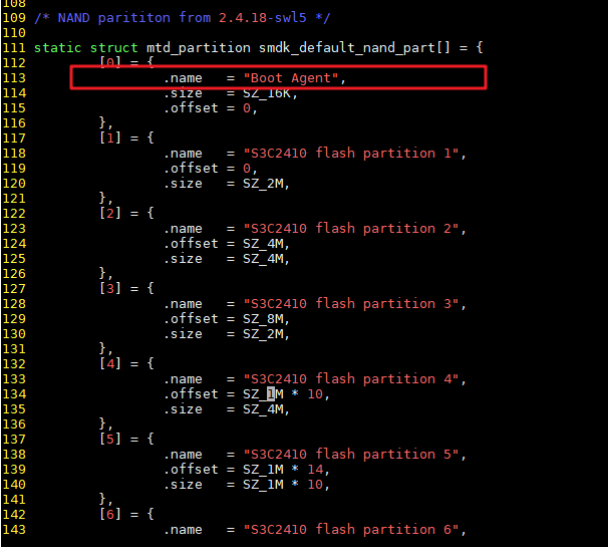 108
109 /* NAND parititon from 2.4.18-swl5 */
110
111 static struct mtd_partition smdk_default_nand_part[] = {
112         [0] = {
113                 .name   = "Boot Agent",
114                 .size   = SZ_16K,
115                 .offset = 0,
116         },
117         [1] = {
118                 .name   = "S3C2410 flash partition 1",
119                 .offset = 0,
120                 .size   = SZ_2M,
121         },
122         [2] = {
123                 .name   = "S3C2410 flash partition 2",
124                 .offset = SZ_4M,
125                 .size   = SZ_4M,
126         },
127         [3] = {
128                 .name   = "S3C2410 flash partition 3",
129                 .offset = SZ_8M,
130                 .size   = SZ_2M,
131         },
132         [4] = {
133                 .name   = "S3C2410 flash partition 4",
134                 .offset = SZ_1M * 10,
135                 .size   = SZ_4M,
136         },
137         [5] = {
138                 .name   = "S3C2410 flash partition 5",
139                 .offset = SZ_1M * 14,
140                 .size   = SZ_1M * 10,
141         },
142         [6] = {
143                 .name   = "S3C2410 flash partition 6",